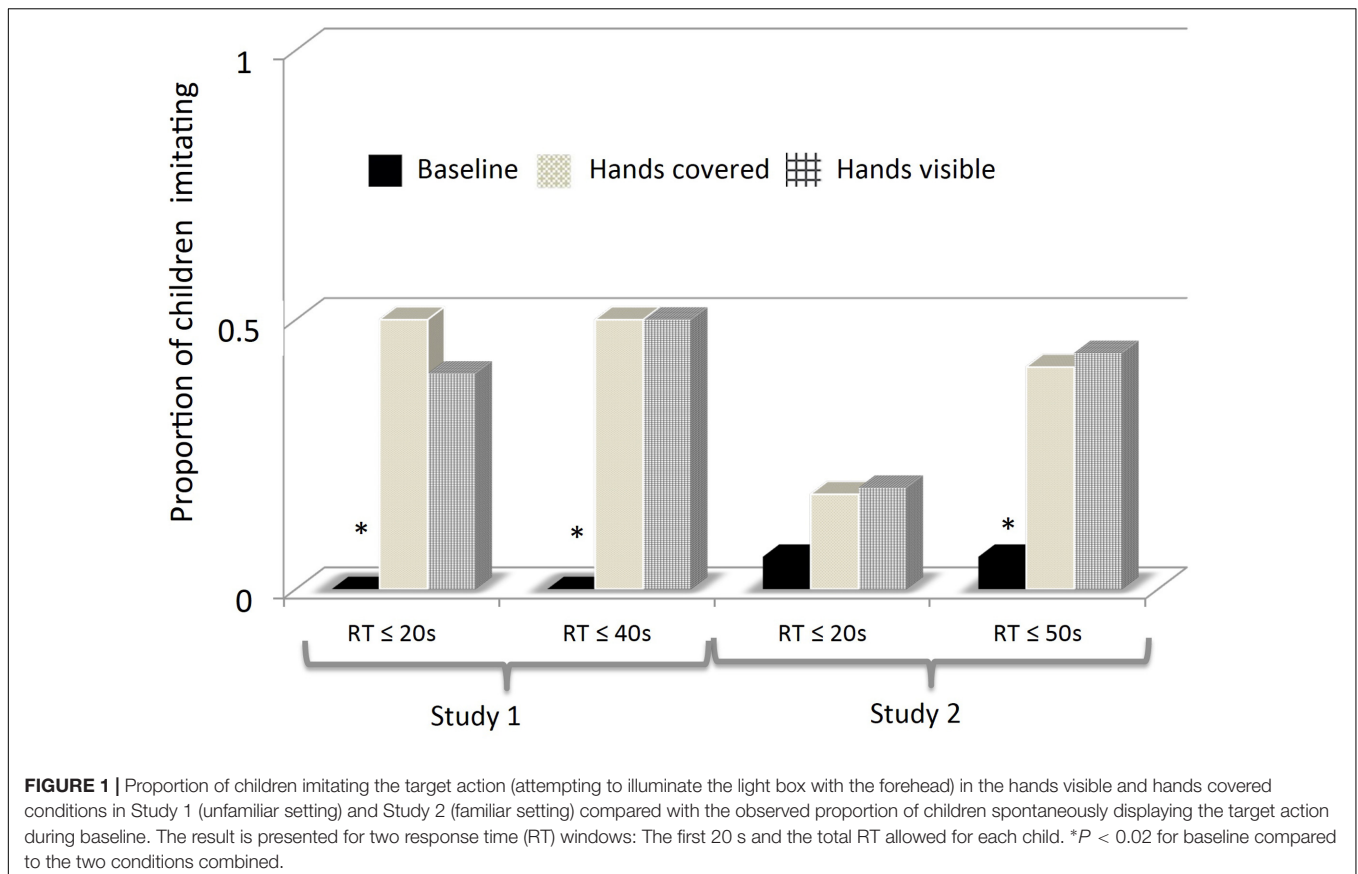 Proportion of children imitating
1
0.5
0
Baseline
Hands covered
Hands visible
*
*
*
RT ≤ 20s
RT ≤ 40s
RT ≤ 20s
RT ≤ 50s
Study 1
Study 2
FIGURE 1 | Proportion of children imitating the target action (attempting to illuminate the light box with the forehead) in the hands visible and hands covered
conditions in Study 1 (unfamiliar setting) and Study 2 (familiar setting) compared with the observed proportion of children spontaneously displaying the target action
during baseline. The result is presented for two response time (RT) windows: The first 20 s and the total RT allowed for each child. *P < 0.02 for baseline compared
to the two conditions combined.